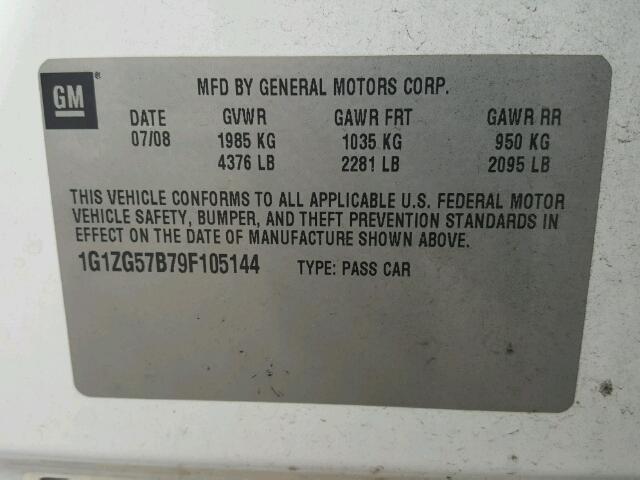 GM®
MFD BY GENERAL MOTORS CORP.
DATE GVWR GAWR FRT GAWR RR
07/08 1985 KG 1035 KG 950 KG
4376 LB 2281 LB 2095 LB
THIS VEHICLE CONFORMS TO ALL APPLICABLE U.S. FEDERAL MOTOR
VEHICLE SAFETY, BUMPER, AND THEFT PREVENTION STANDARDS IN
EFFECT ON THE DATE OF MANUFACTURE SHOWN ABOVE.
1G1ZG57B79F105144 TYPE: PASS CAR